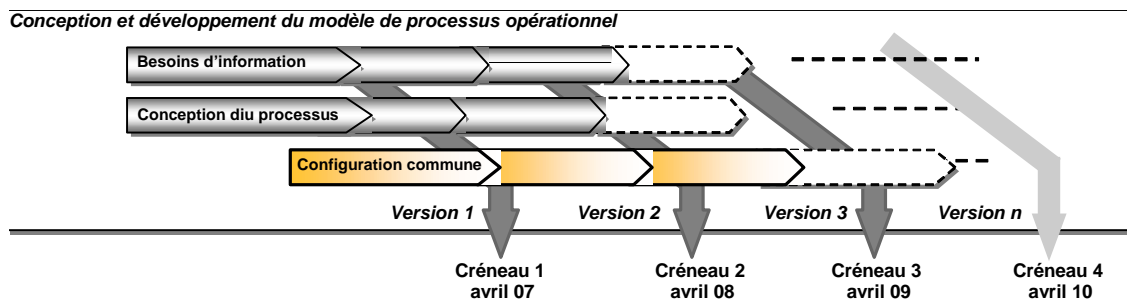 Conception et développement du modèle de processus opérationnel
Besoins d'information
Conception diu processus
Configuration commune
Version 1
Version 2
Version 3
Version n
Créneau 1
avril 07
Créneau 2
avril 08
Créneau 3
avril 09
Créneau 4
avril 10